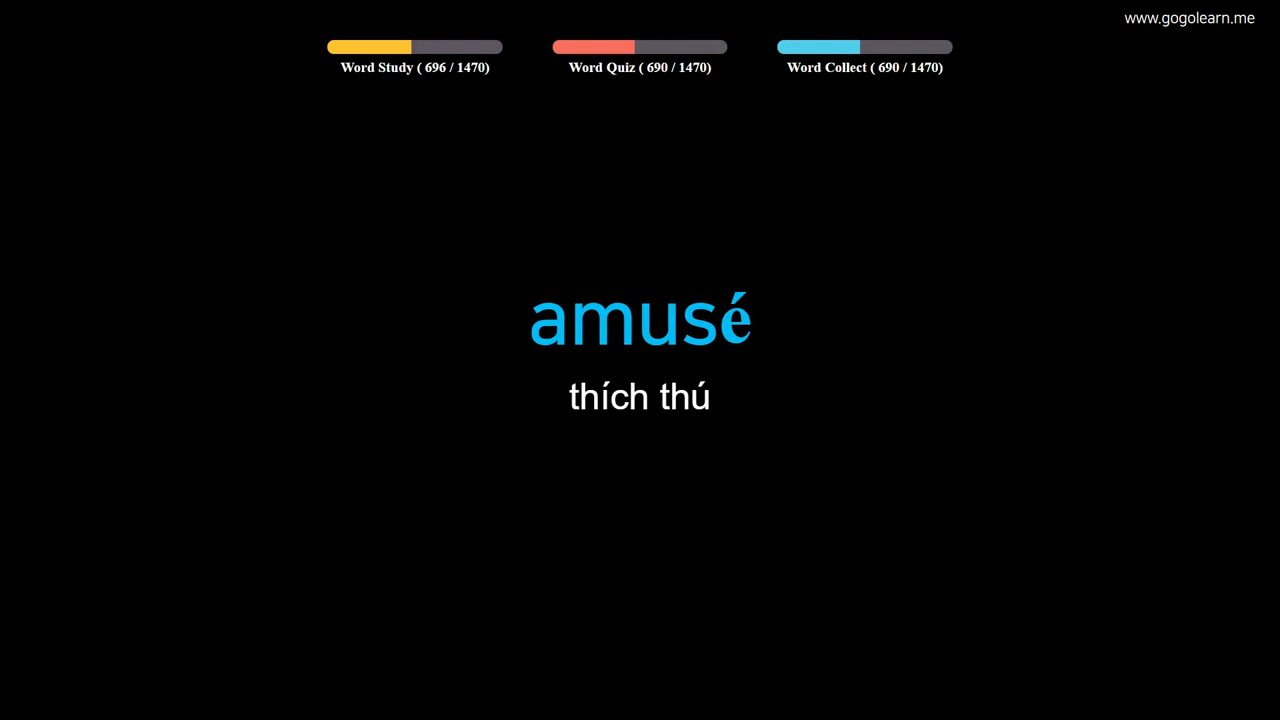 www.gogolearn.me
Word Study ( 696 / 1470)
Word Quiz ( 690 / 1470)
Word Collect ( 690 / 1470)
amusé
thích thú